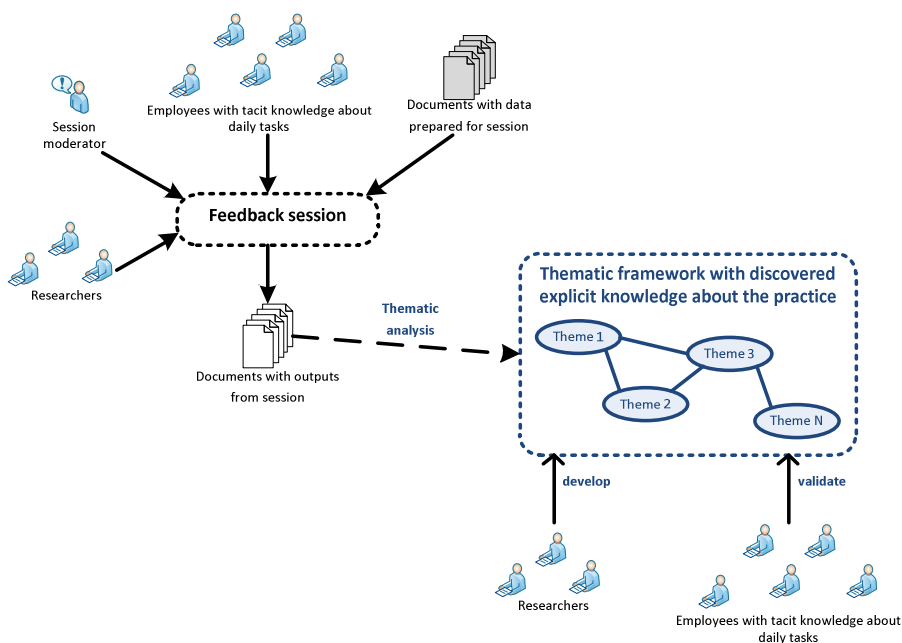 Employees with tacit knowledge about
daily tasks
Documents with data
prepared for session
Session
moderator
Feedback session
Researchers
Thematic
analysis
Documents with outputs
from session
Thematic framework with discovered
explicit knowledge about the practice
Theme 1
Theme 3
Theme 2
Theme N
develop
validate
Researchers
Employees with tacit knowledge about
daily tasks